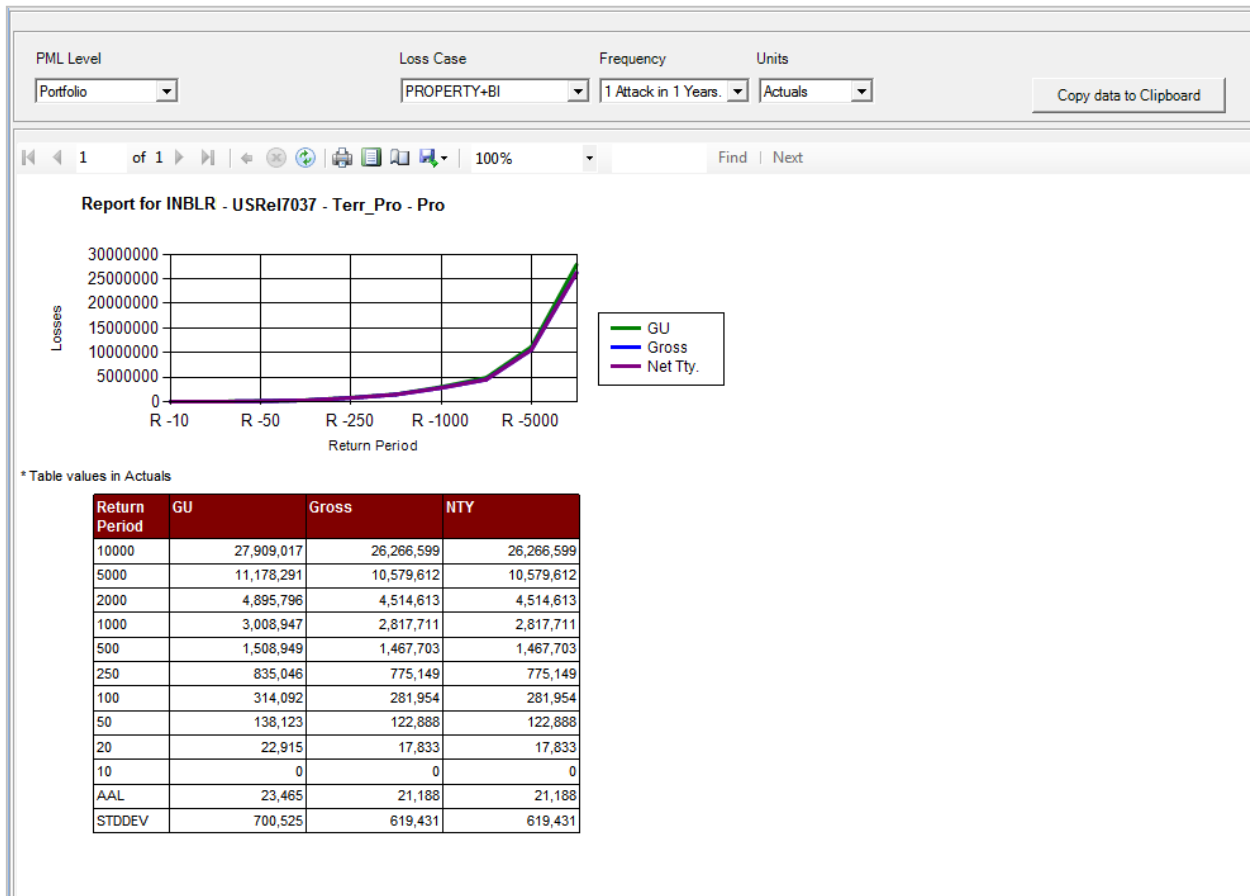 PML Level Loss Case Frequency Units
Portfolio PROPERTY+BI 1 Attack in 1 Years. Actuals Copy data to Clipboard
1 of 1 100% Find | Next
Report for INBLR - USRel7037 - Terr_Pro - Pro
30000000
25000000
20000000
15000000
10000000
5000000
0
Losses
R -10 R -50 R -250 R -1000 R -5000
Return Period
GU
Gross
Net Tty.
* Table values in Actuals
Return Period GU Gross NTY
10000 27,909,017 26,266,599 26,266,599
5000 11,178,291 10,579,612 10,579,612
2000 4,895,796 4,514,613 4,514,613
1000 3,008,947 2,817,711 2,817,711
500 1,508,949 1,467,703 1,467,703
250 835,046 775,149 775,149
100 314,092 281,954 281,954
50 138,123 122,888 122,888
20 22,915 17,833 17,833
10 0 0 0
AAL 23,465 21,188 21,188
STDDEV 700,525 619,431 619,431